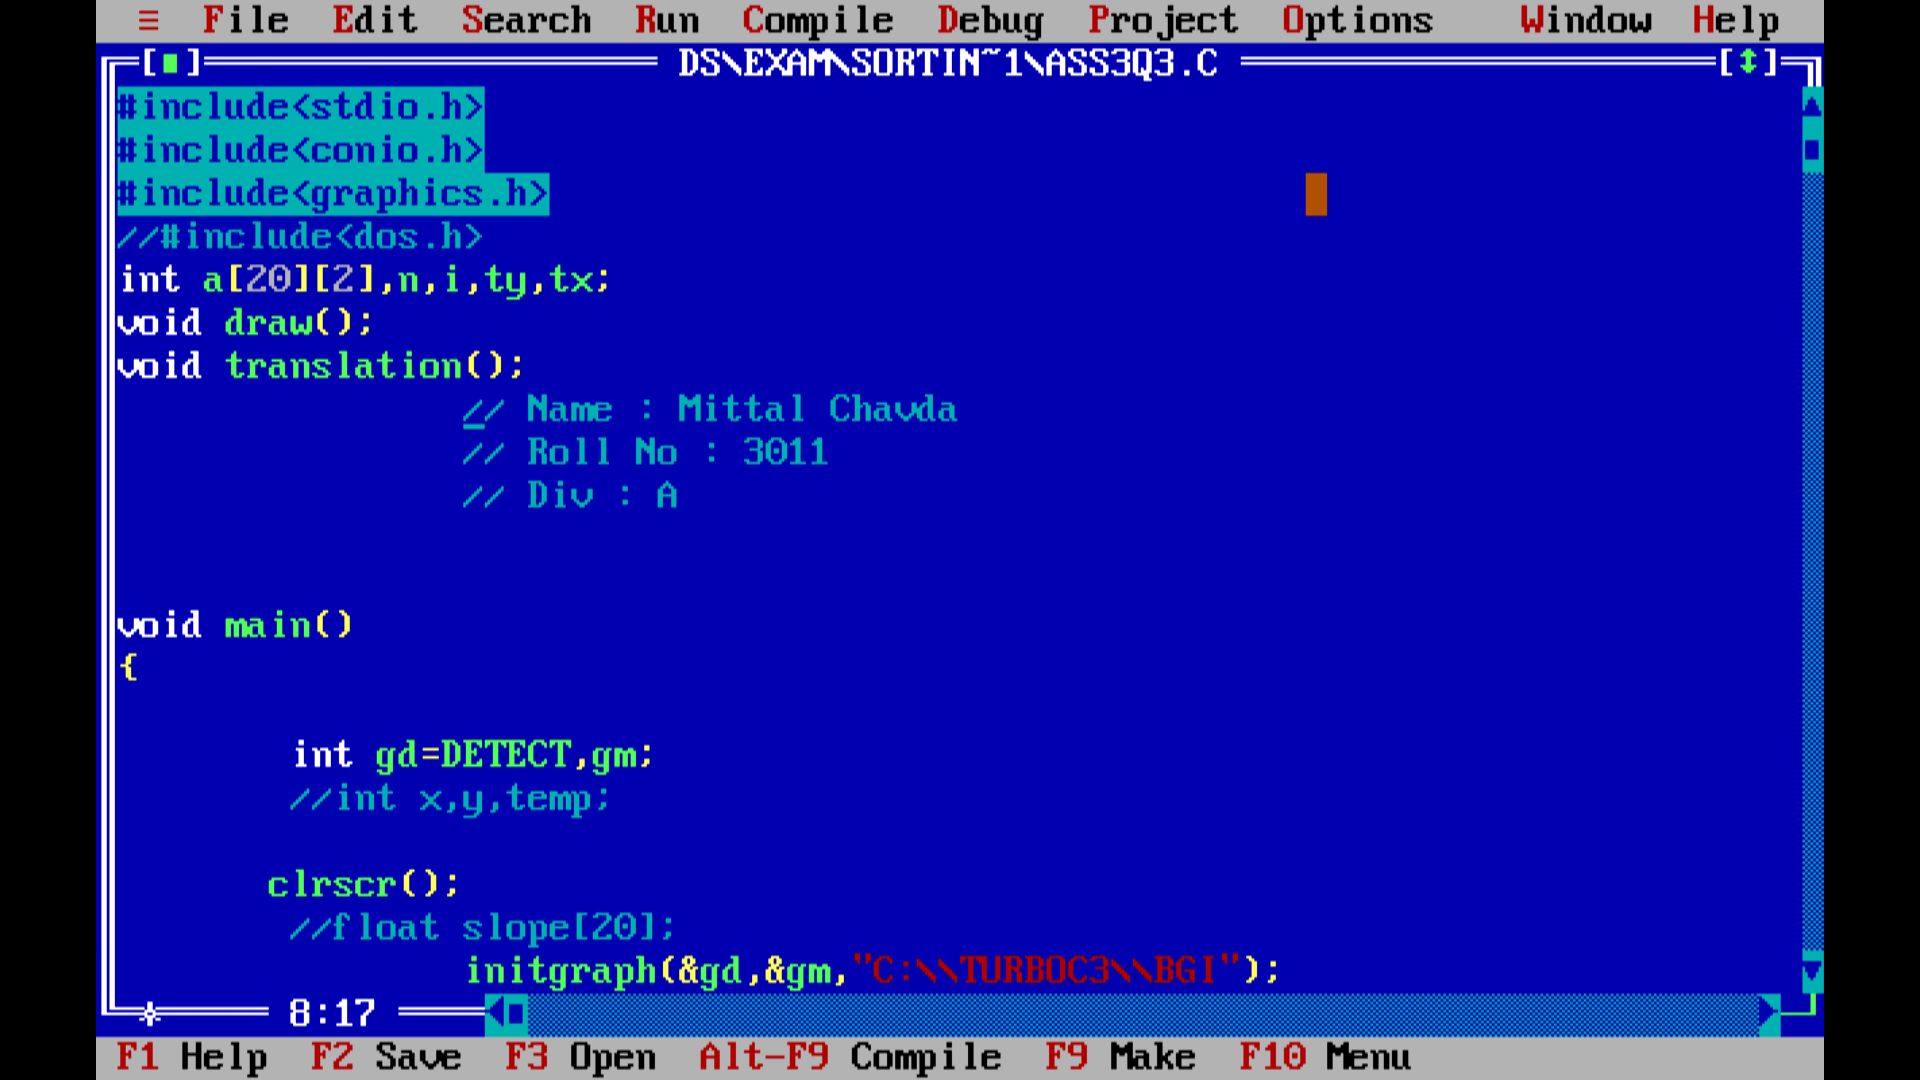 ≡ File Edit Search Run Compile Debug Project Options Window Help
[■] DS\EXAM\SORTIN~1\ASS3Q3.C [↕]
#include<stdio.h>
#include<conio.h>
#include<graphics.h>
//#include<dos.h>
int a[20][2],n,i,ty,tx;
void draw();
void translation();
// Name : Mittal Chavda
// Roll No : 3011
// Div : A
void main()
{
int gd=DETECT,gm;
//int x,y,temp;
clrscr();
//float slope[20];
initgraph(&gd,&gm,"C:\\TURBOC3\\BGI");
8:17
F1 Help F2 Save F3 Open Alt-F9 Compile F9 Make F10 Menu